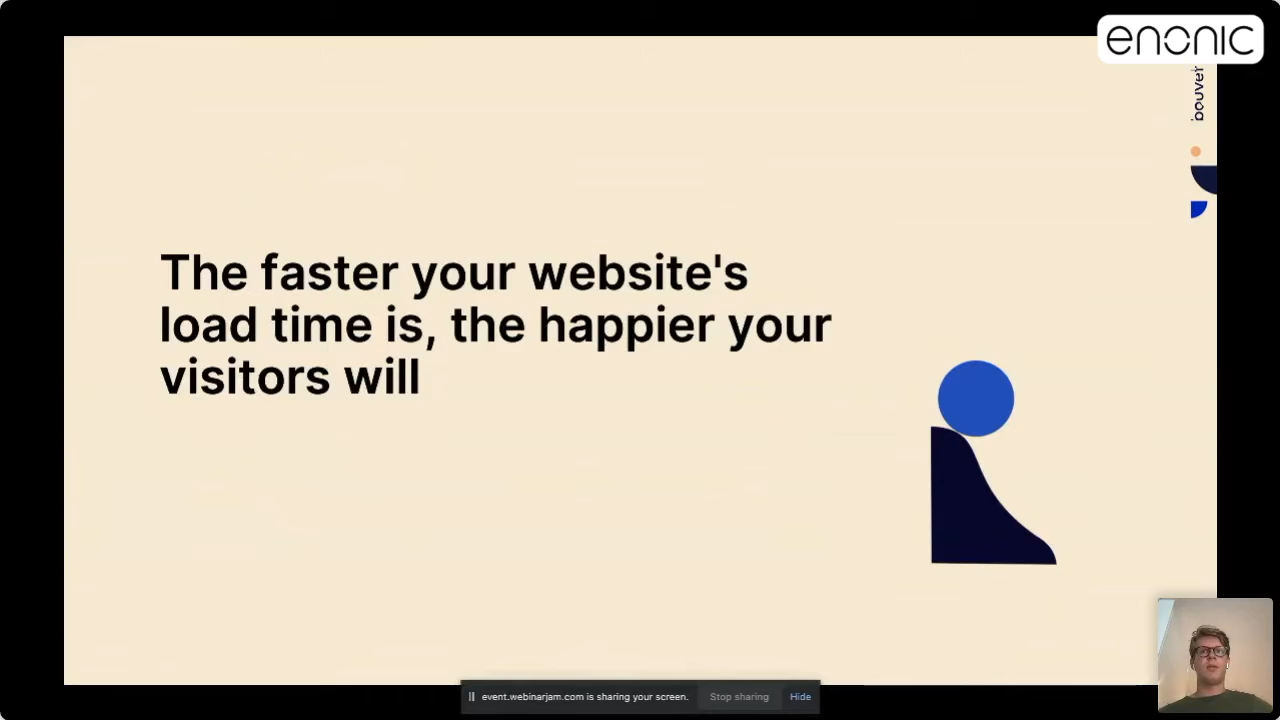 enonic
bouvet
The faster your website's
load time is, the happier your
visitors will
event.webinarjam.com is sharing your screen.
Stop sharing
Hide